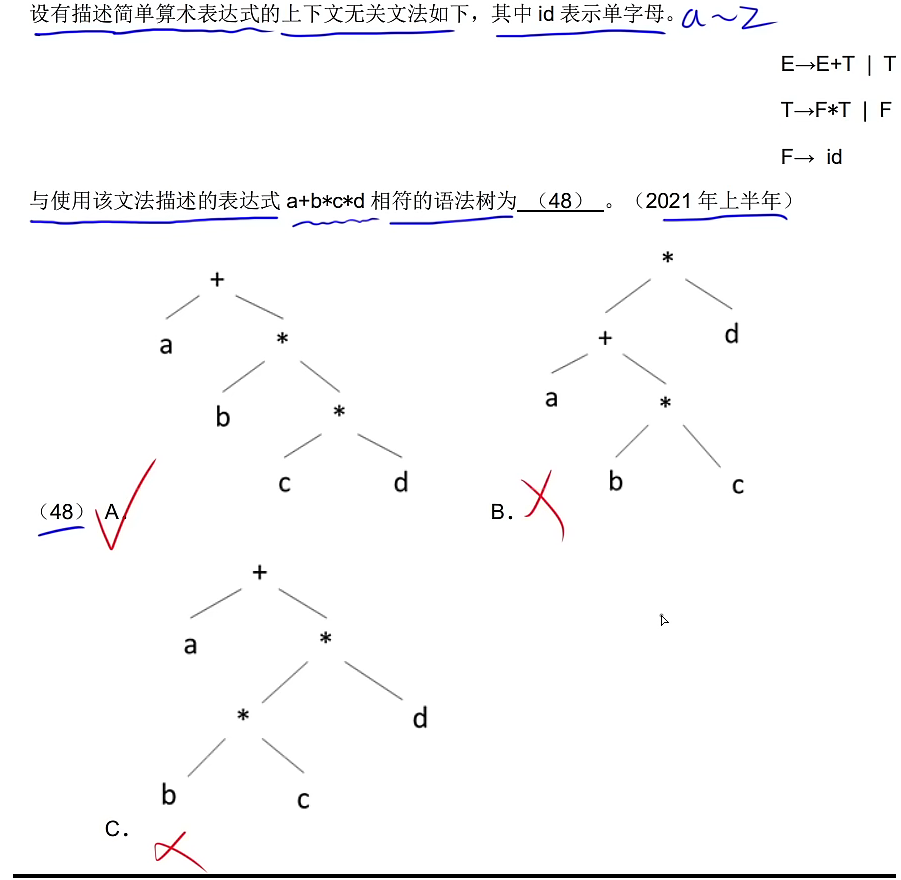 设有描述简单算术表达式的上下文无关文法如下，其中 id 表示单字母。a~z
E→E+T | T
T→F*T | F
F→ id
与使用该文法描述的表达式 a+b*c*d 相符的语法树为 （48） 。（2021 年上半年）
+
a
*
b
*
c
d
（48） A.
*
+
d
a
*
b
c
B.
+
a
*
*
d
b
c
C.